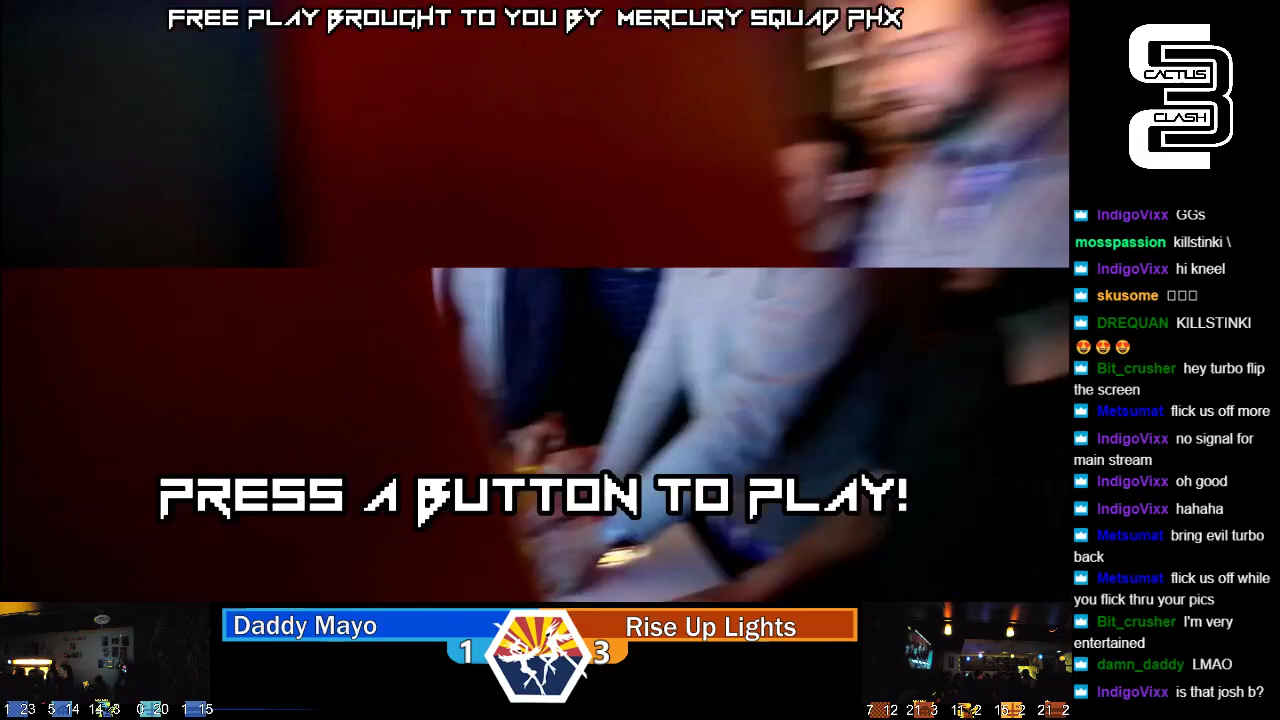 FREE PLAY BROUGHT TO YOU BY MERCURY SQUAD PHX
CACTUS
3
CLASH
IndigoVixx GGs
mosspassion killstinki \
IndigoVixx hi kneel
skusome
DREQUAN KILLSTINKI
😍 😍 😍
Bit_crusher hey turbo flip
the screen
Metsumat flick us off more
IndigoVixx no signal for
main stream
IndigoVixx oh good
IndigoVixx hahaha
Metsumat bring evil turbo
back
Metsumat flick us off while
you flick thru your pics
Bit_crusher I'm very
entertained
damn_daddy LMAO
IndigoVixx is that josh b?
PRESS A BUTTON TO PLAY!
Daddy Mayo
Rise Up Lights
1
3